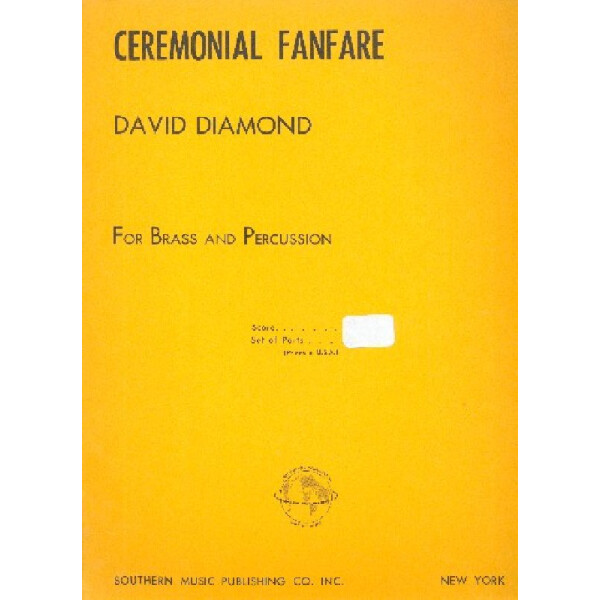 CEREMONIAL FANFARE
DAVID DIAMOND
FOR BRASS AND PERCUSSION
Score. . . . . . .
Set of Parts . . .
(Prices U.S.A.)
SOUTHERN MUSIC PUBLISHING CO. INC. NEW YORK